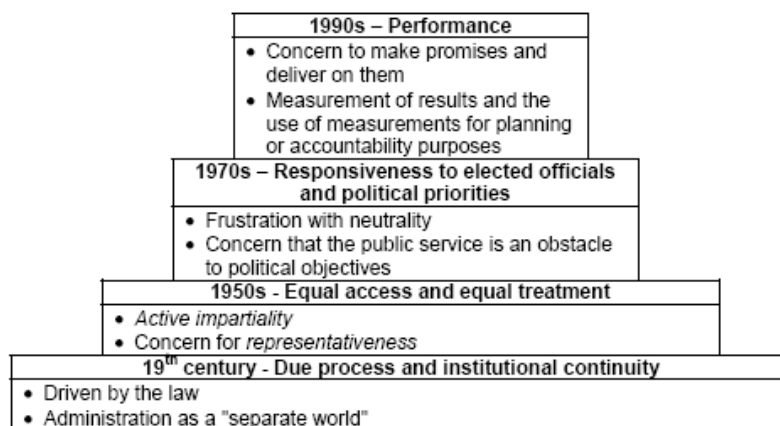 1990s – Performance
• Concern to make promises and
deliver on them
• Measurement of results and the
use of measurements for planning
or accountability purposes
1970s – Responsiveness to elected officials
and political priorities
• Frustration with neutrality
• Concern that the public service is an obstacle
to political objectives
1950s - Equal access and equal treatment
• Active impartiality
• Concern for representativeness
19th century - Due process and institutional continuity
• Driven by the law
• Administration as a "separate world"